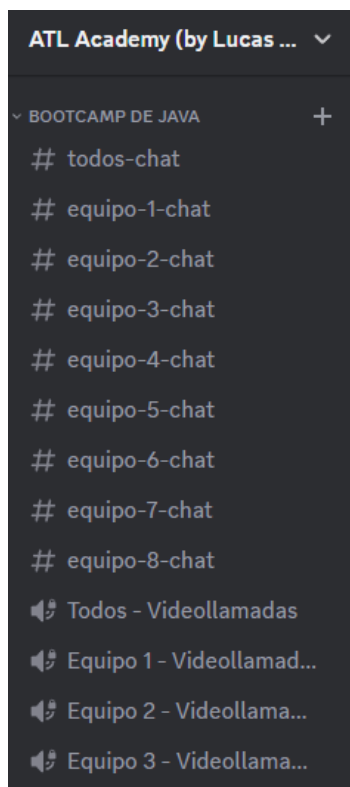 ATL Academy (by Lucas ...
BOOTCAMP DE JAVA
# todos-chat
# equipo-1-chat
# equipo-2-chat
# equipo-3-chat
# equipo-4-chat
# equipo-5-chat
# equipo-6-chat
# equipo-7-chat
# equipo-8-chat
Todos - Videollamadas
Equipo 1 - Videollamad...
Equipo 2 - Videollama...
Equipo 3 - Videollama...